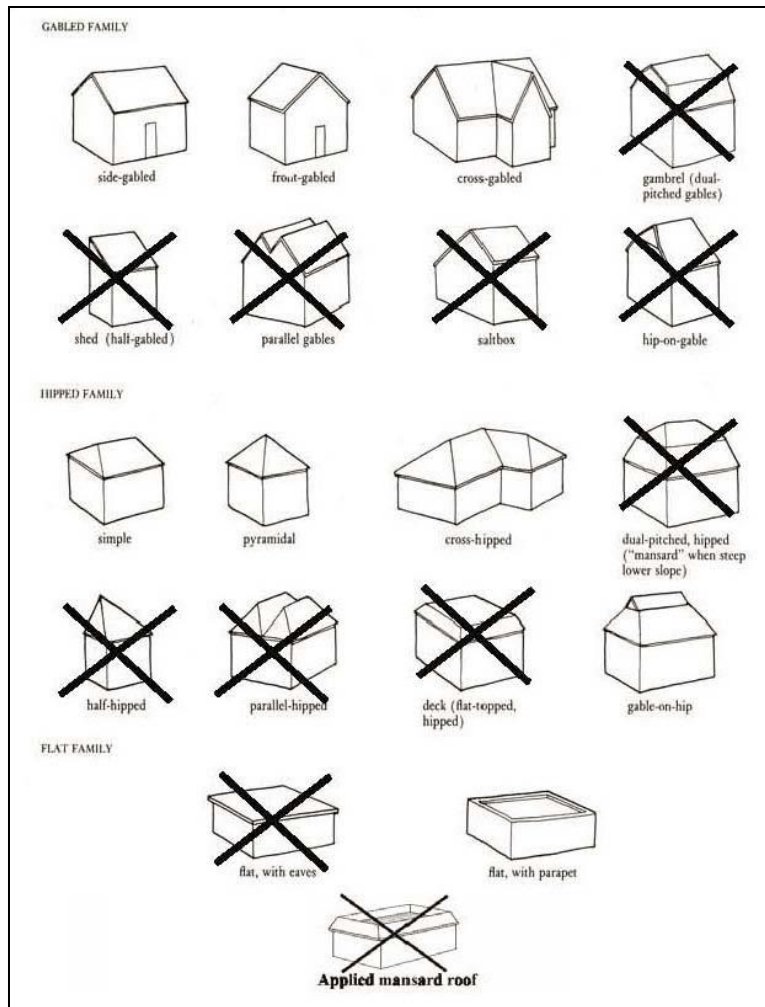 GABLED FAMILY
side-gabled
front-gabled
cross-gabled
gambrel (dual-
pitched gables)
shed (half-gabled)
parallel gables
saltbox
hip-on-gable
HIPPED FAMILY
simple
pyramidal
cross-hipped
dual-pitched, hipped
("mansard" when steep
lower slope)
half-hipped
parallel-hipped
deck (flat-topped,
hipped)
gable-on-hip
FLAT FAMILY
flat, with eaves
flat, with parapet
Applied mansard roof